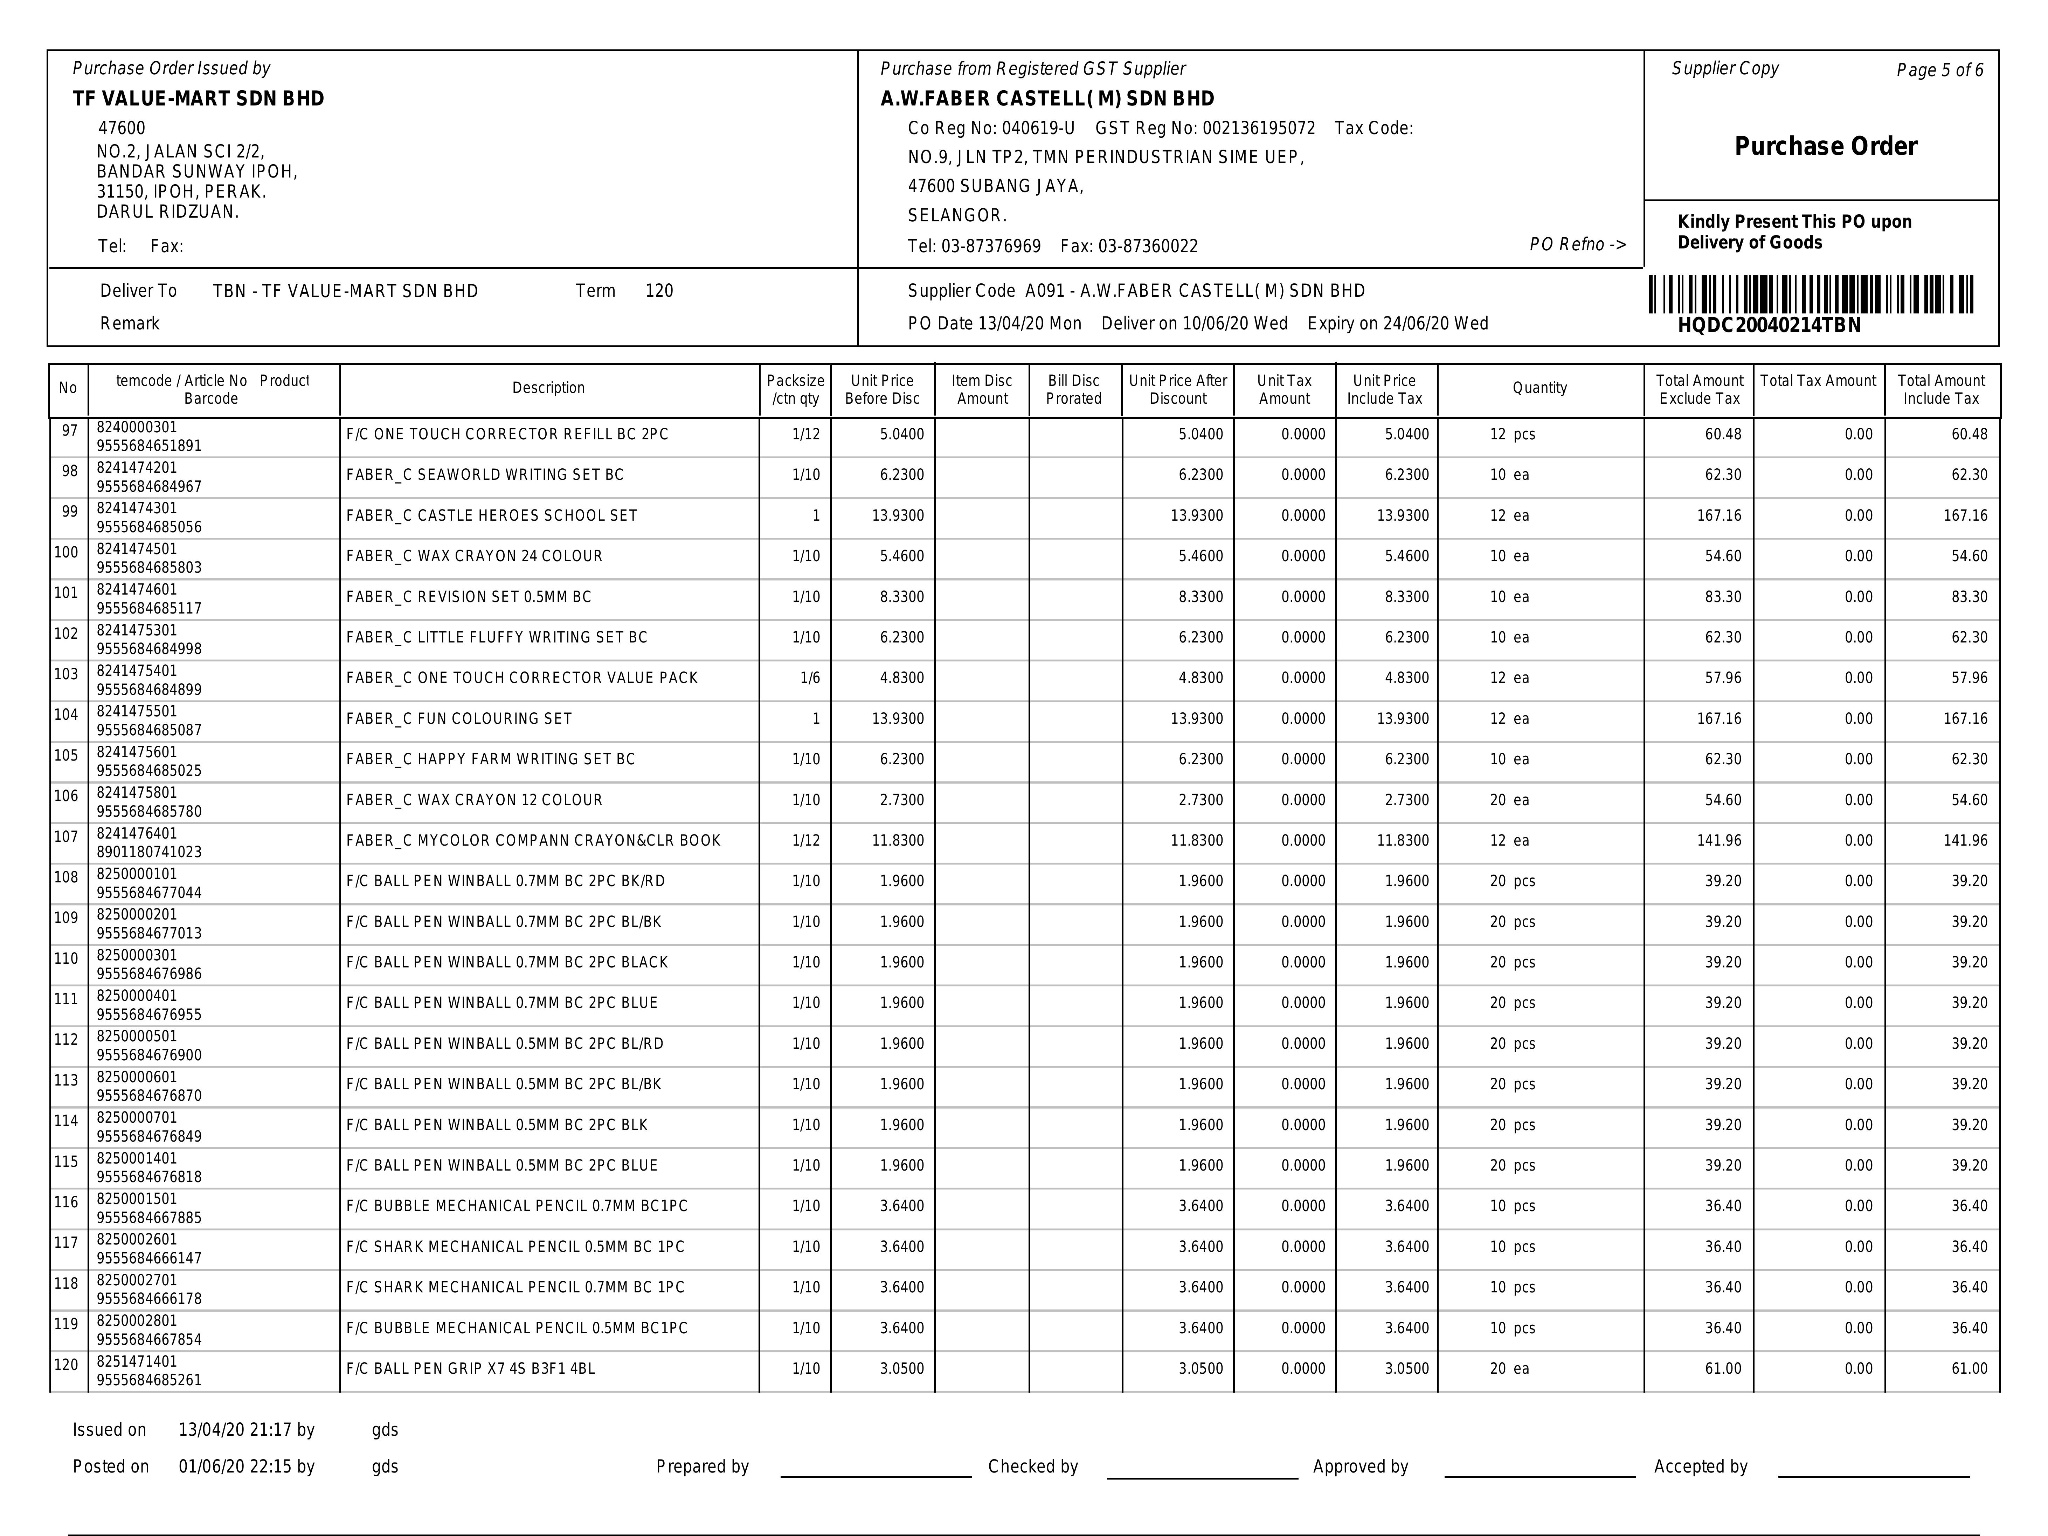 Purchase Order Issued by
TF VALUE-MART SDN BHD
47600
NO.2, JALAN SCI 2/2,
BANDAR SUNWAY IPOH,
31150, IPOH, PERAK.
DARUL RIDZUAN.
Tel: Fax:
Purchase from Registered GST Supplier
A.W.FABER CASTELL( M) SDN BHD
Co Reg No: 040619-U GST Reg No: 002136195072 Tax Code:
NO.9, JLN TP2, TMN PERINDUSTRIAN SIME UEP,
47600 SUBANG JAYA,
SELANGOR.
Tel: 03-87376969 Fax: 03-87360022 PO Refno ->
Supplier Copy Page 5 of 6
Purchase Order
Kindly Present This PO upon
Delivery of Goods
HQDC20040214TBN
Deliver To TBN - TF VALUE-MART SDN BHD Term 120
Remark
Supplier Code A091 - A.W.FABER CASTELL( M) SDN BHD
PO Date 13/04/20 Mon Deliver on 10/06/20 Wed Expiry on 24/06/20 Wed
No temcode / Article No Product Barcode Description Packsize /ctn qty Unit Price Before Disc Item Disc Amount Bill Disc Prorated Unit Price After Discount Unit Tax Amount Unit Price Include Tax Quantity Total Amount Exclude Tax Total Tax Amount Total Amount Include Tax
97 8240000301 9555684651891 F/C ONE TOUCH CORRECTOR REFILL BC 2PC 1/12 5.0400 5.0400 0.0000 5.0400 12 pcs 60.48 0.00 60.48
98 8241474201 9555684684967 FABER_C SEAWORLD WRITING SET BC 1/10 6.2300 6.2300 0.0000 6.2300 10 ea 62.30 0.00 62.30
99 8241474301 9555684685056 FABER_C CASTLE HEROES SCHOOL SET 1 13.9300 13.9300 0.0000 13.9300 12 ea 167.16 0.00 167.16
100 8241474501 9555684685803 FABER_C WAX CRAYON 24 COLOUR 1/10 5.4600 5.4600 0.0000 5.4600 10 ea 54.60 0.00 54.60
101 8241474601 9555684685117 FABER_C REVISION SET 0.5MM BC 1/10 8.3300 8.3300 0.0000 8.3300 10 ea 83.30 0.00 83.30
102 8241475301 9555684684998 FABER_C LITTLE FLUFFY WRITING SET BC 1/10 6.2300 6.2300 0.0000 6.2300 10 ea 62.30 0.00 62.30
103 8241475401 9555684684899 FABER_C ONE TOUCH CORRECTOR VALUE PACK 1/6 4.8300 4.8300 0.0000 4.8300 12 ea 57.96 0.00 57.96
104 8241475501 9555684685087 FABER_C FUN COLOURING SET 1 13.9300 13.9300 0.0000 13.9300 12 ea 167.16 0.00 167.16
105 8241475601 9555684685025 FABER_C HAPPY FARM WRITING SET BC 1/10 6.2300 6.2300 0.0000 6.2300 10 ea 62.30 0.00 62.30
106 8241475801 9555684685780 FABER_C WAX CRAYON 12 COLOUR 1/10 2.7300 2.7300 0.0000 2.7300 20 ea 54.60 0.00 54.60
107 8241476401 8901180741023 FABER_C MYCOLOR COMPANN CRAYON&CLR BOOK 1/12 11.8300 11.8300 0.0000 11.8300 12 ea 141.96 0.00 141.96
108 8250000101 9555684677044 F/C BALL PEN WINBALL 0.7MM BC 2PC BK/RD 1/10 1.9600 1.9600 0.0000 1.9600 20 pcs 39.20 0.00 39.20
109 8250000201 9555684677013 F/C BALL PEN WINBALL 0.7MM BC 2PC BL/BK 1/10 1.9600 1.9600 0.0000 1.9600 20 pcs 39.20 0.00 39.20
110 8250000301 9555684676986 F/C BALL PEN WINBALL 0.7MM BC 2PC BLACK 1/10 1.9600 1.9600 0.0000 1.9600 20 pcs 39.20 0.00 39.20
111 8250000401 9555684676955 F/C BALL PEN WINBALL 0.7MM BC 2PC BLUE 1/10 1.9600 1.9600 0.0000 1.9600 20 pcs 39.20 0.00 39.20
112 8250000501 9555684676900 F/C BALL PEN WINBALL 0.5MM BC 2PC BL/RD 1/10 1.9600 1.9600 0.0000 1.9600 20 pcs 39.20 0.00 39.20
113 8250000601 9555684676870 F/C BALL PEN WINBALL 0.5MM BC 2PC BL/BK 1/10 1.9600 1.9600 0.0000 1.9600 20 pcs 39.20 0.00 39.20
114 8250000701 9555684676849 F/C BALL PEN WINBALL 0.5MM BC 2PC BLK 1/10 1.9600 1.9600 0.0000 1.9600 20 pcs 39.20 0.00 39.20
115 8250001401 9555684676818 F/C BALL PEN WINBALL 0.5MM BC 2PC BLUE 1/10 1.9600 1.9600 0.0000 1.9600 20 pcs 39.20 0.00 39.20
116 8250001501 9555684667885 F/C BUBBLE MECHANICAL PENCIL 0.7MM BC1PC 1/10 3.6400 3.6400 0.0000 3.6400 10 pcs 36.40 0.00 36.40
117 8250002601 9555684666147 F/C SHARK MECHANICAL PENCIL 0.5MM BC 1PC 1/10 3.6400 3.6400 0.0000 3.6400 10 pcs 36.40 0.00 36.40
118 8250002701 9555684666178 F/C SHARK MECHANICAL PENCIL 0.7MM BC 1PC 1/10 3.6400 3.6400 0.0000 3.6400 10 pcs 36.40 0.00 36.40
119 8250002801 9555684667854 F/C BUBBLE MECHANICAL PENCIL 0.5MM BC1PC 1/10 3.6400 3.6400 0.0000 3.6400 10 pcs 36.40 0.00 36.40
120 8251471401 9555684685261 F/C BALL PEN GRIP X7 4S B3F1 4BL 1/10 3.0500 3.0500 0.0000 3.0500 20 ea 61.00 0.00 61.00
Issued on 13/04/20 21:17 by gds
Posted on 01/06/20 22:15 by gds Prepared by Checked by Approved by Accepted by